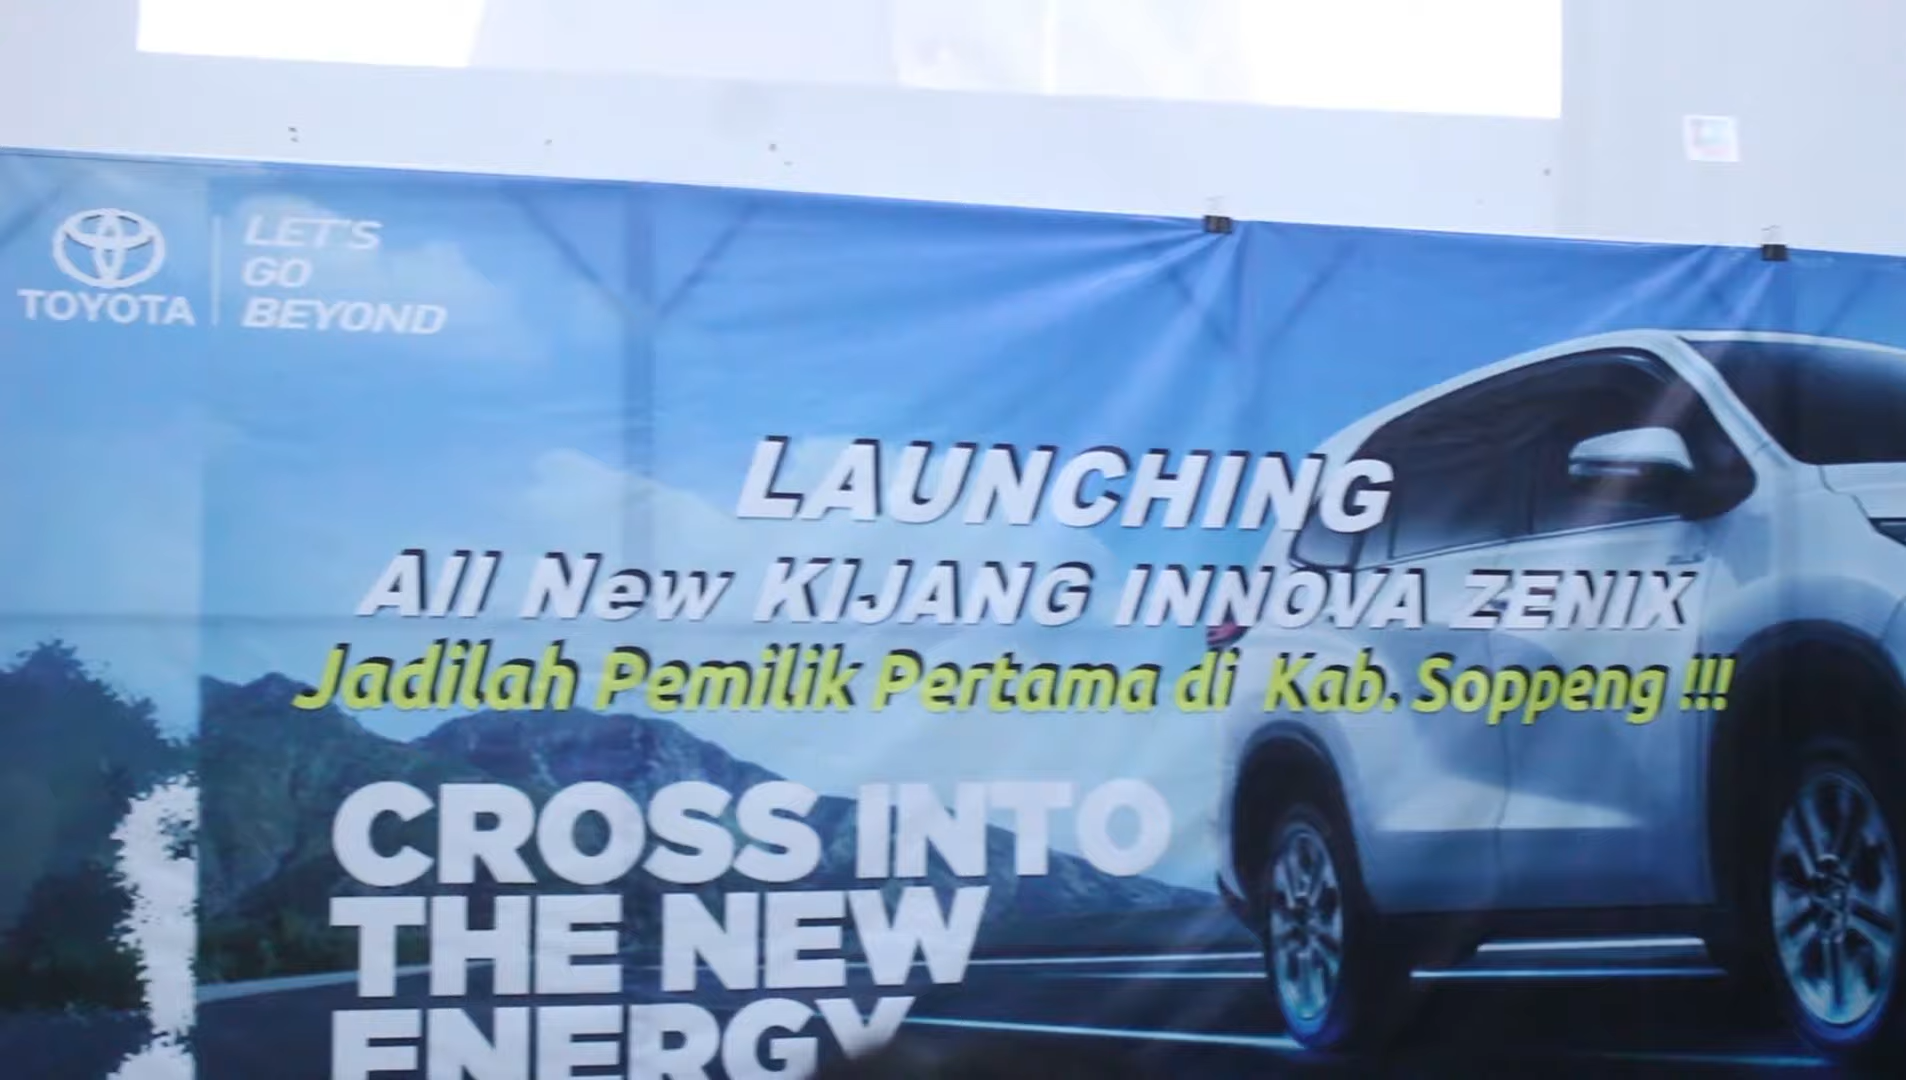 TOYOTA
LET'S
GO
BEYOND
LAUNCHING
All New KIJANG INNOVA ZENIX
Jadilah Pemilik Pertama di Kab. Soppeng !!!
CROSS INTO
THE NEW
ENERGY